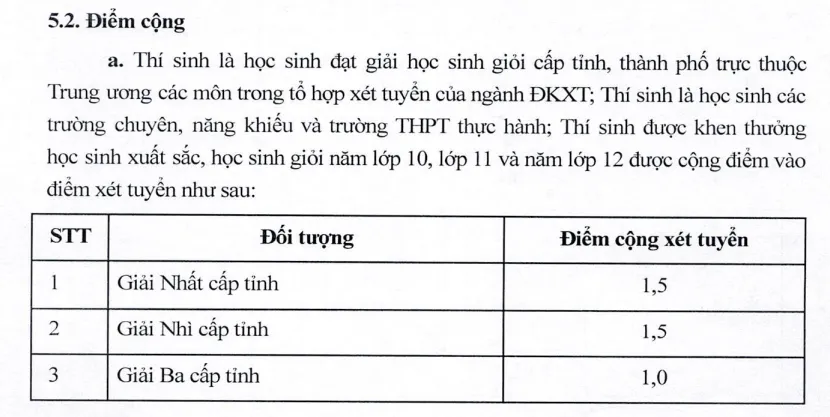 5.2. Điểm cộng
a. Thí sinh là học sinh đạt giải học sinh giỏi cấp tỉnh, thành phố trực thuộc
Trung ương các môn trong tổ hợp xét tuyển của ngành ĐKXT; Thí sinh là học sinh các
trường chuyên, năng khiếu và trường THPT thực hành; Thí sinh được khen thưởng
học sinh xuất sắc, học sinh giỏi năm lớp 10, lớp 11 và năm lớp 12 được cộng điểm vào
điểm xét tuyển như sau:
STT Đối tượng Điểm cộng xét tuyển
1 Giải Nhất cấp tỉnh 1,5
2 Giải Nhì cấp tỉnh 1,5
3 Giải Ba cấp tỉnh 1,0